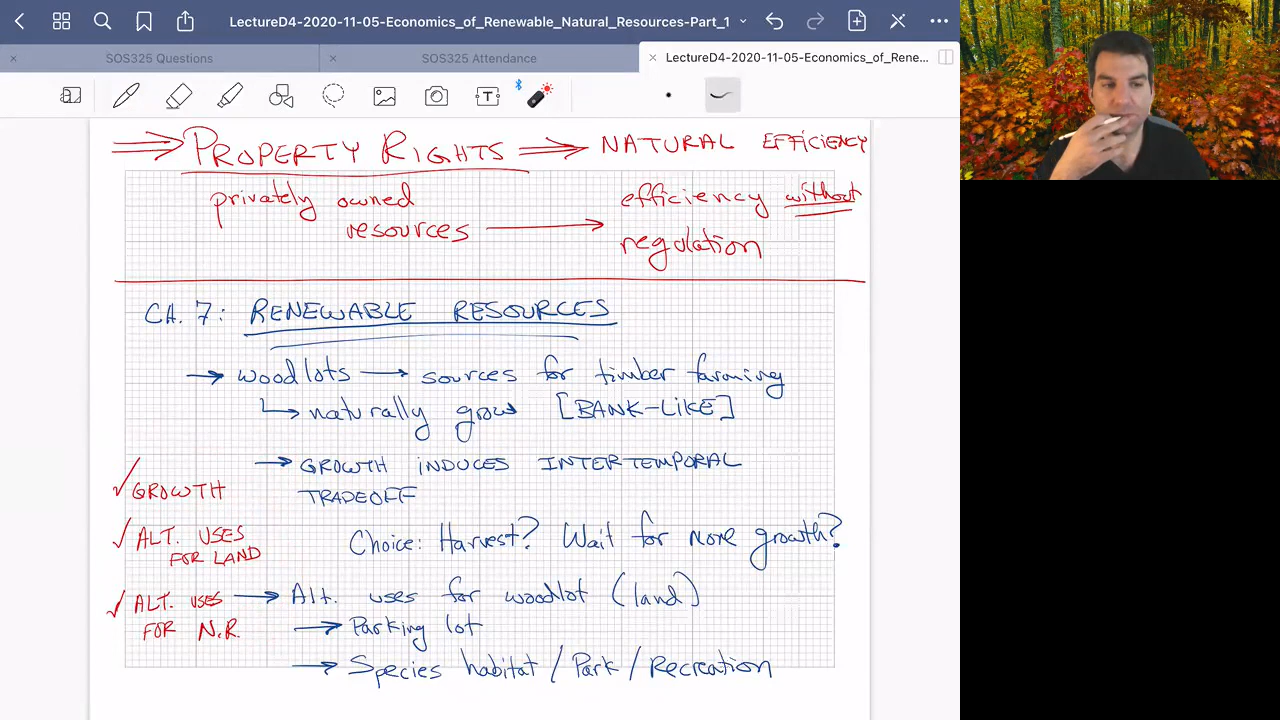 LectureD4-2020-11-05-Economics_of_Renewable_Natural_Resources-Part_1
SOS325 Questions
SOS325 Attendance
LectureD4-2020-11-05-Economics_of_Rene...
⇒ PROPERTY RIGHTS ⇒ NATURAL EFFICIENCY
privately owned resources → efficiency without regulation
CH. 7: RENEWABLE RESOURCES
→ woodlots → sources for timber farming
↳ naturally grow [BANK-LIKE]
→ GROWTH INDUCES INTERTEMPORAL
TRADEOFF
✓ GROWTH
Choice: Harvest? Wait for more growth?
✓ ALT. USES
FOR LAND
✓ ALT. USES
FOR N.R.
→ Alt. uses for woodlot (land)
→ Parking lot
→ Species habitat / Park / Recreation